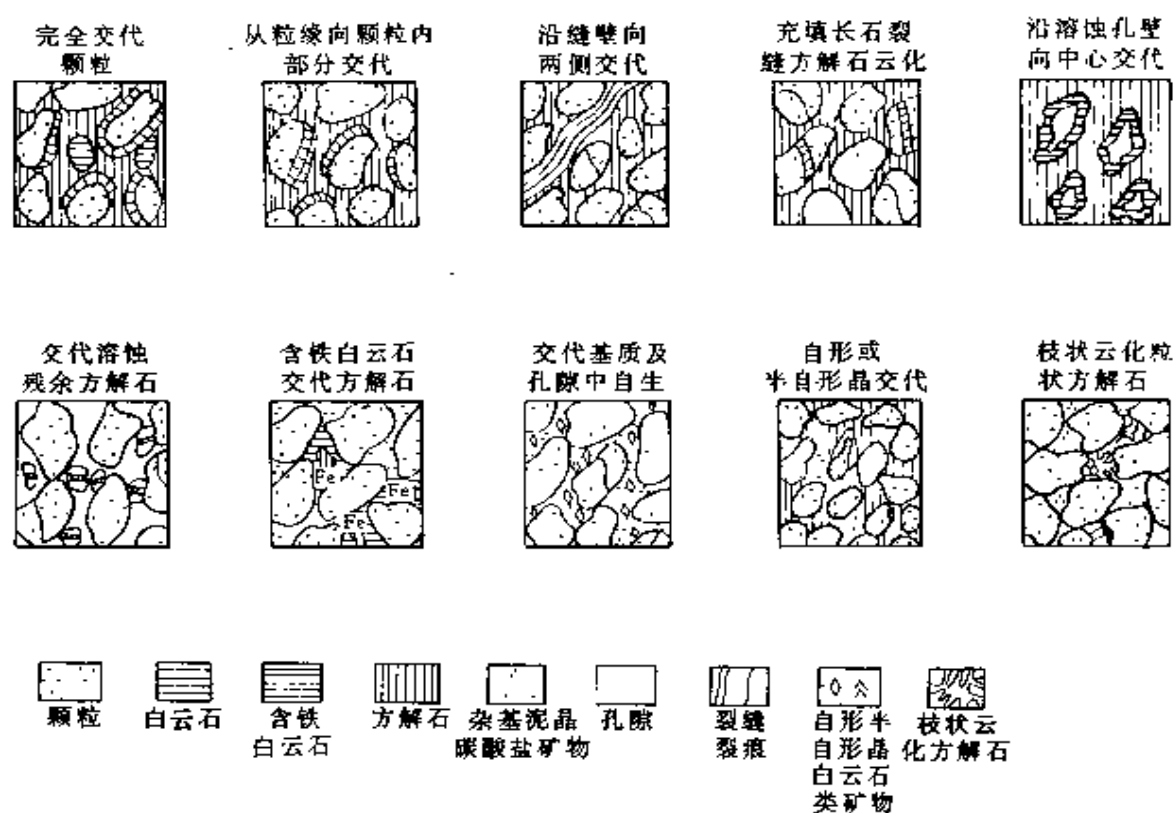 完全交代
颗粒
从粒缘向颗粒内
部分交代
沿缝壁向
两侧交代
充填长石裂
缝方解石云化
沿溶蚀孔壁
向中心交代
交代溶蚀
残余方解石
含铁白云石
交代方解石
交代基质及
孔隙中自生
自形或
半自形晶交代
枝状云化粒
状方解石
Fe
Fe
Fe
颗粒
白云石
含铁
白云石
方解石
杂基泥晶
碳酸盐矿物
孔隙
裂缝
裂痕
自形半
自形晶
白云石
类矿物
枝状云
化方解石